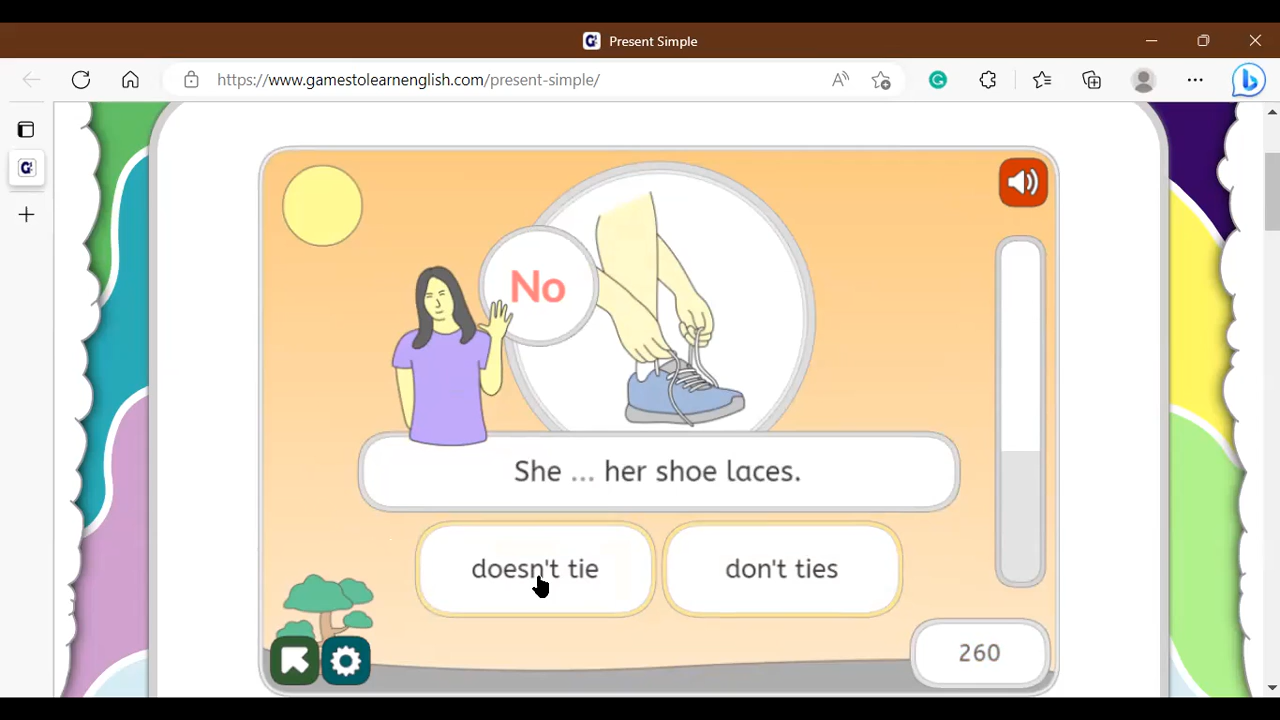 Present Simple
https://www.gamestolearnenglish.com/present-simple/
No
She ... her shoe laces.
doesn't tie
don't ties
260